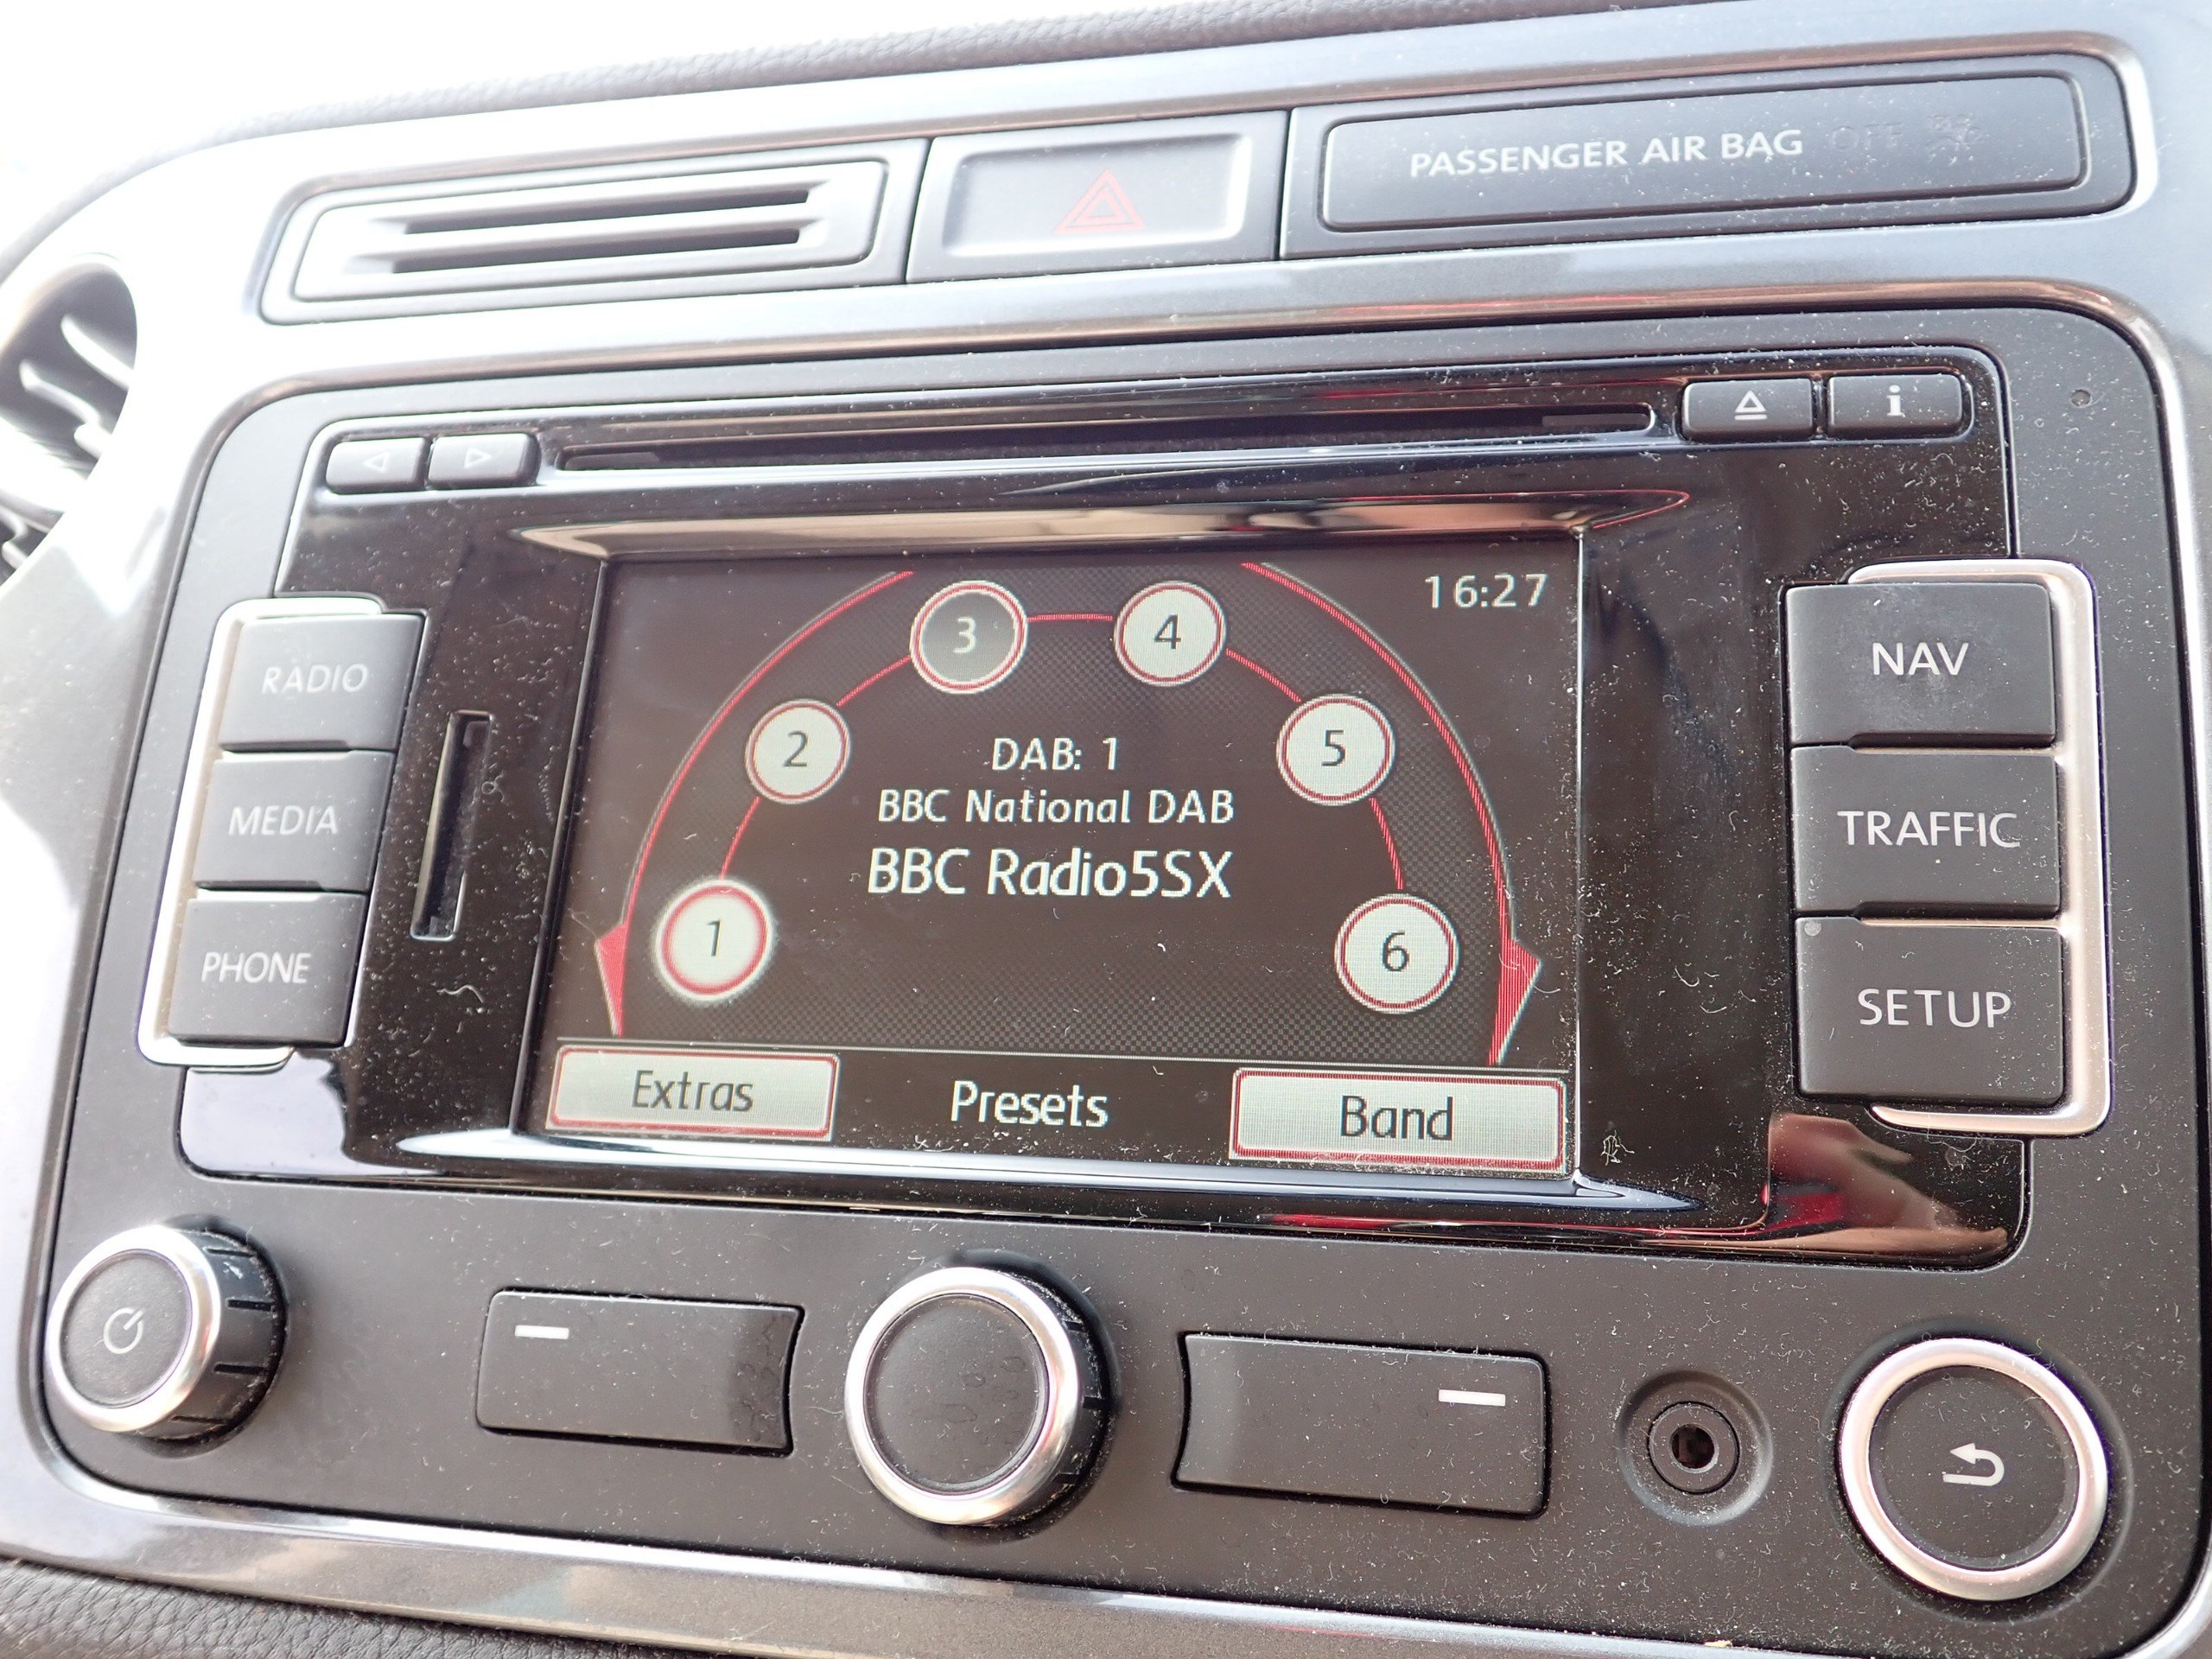 PASSENGER AIR BAG OFF
i
RADIO
MEDIA
PHONE
16:27
3
4
2
5
1
6
DAB: 1
BBC National DAB
BBC Radio5SX
Extras
Presets
Band
NAV
TRAFFIC
SETUP